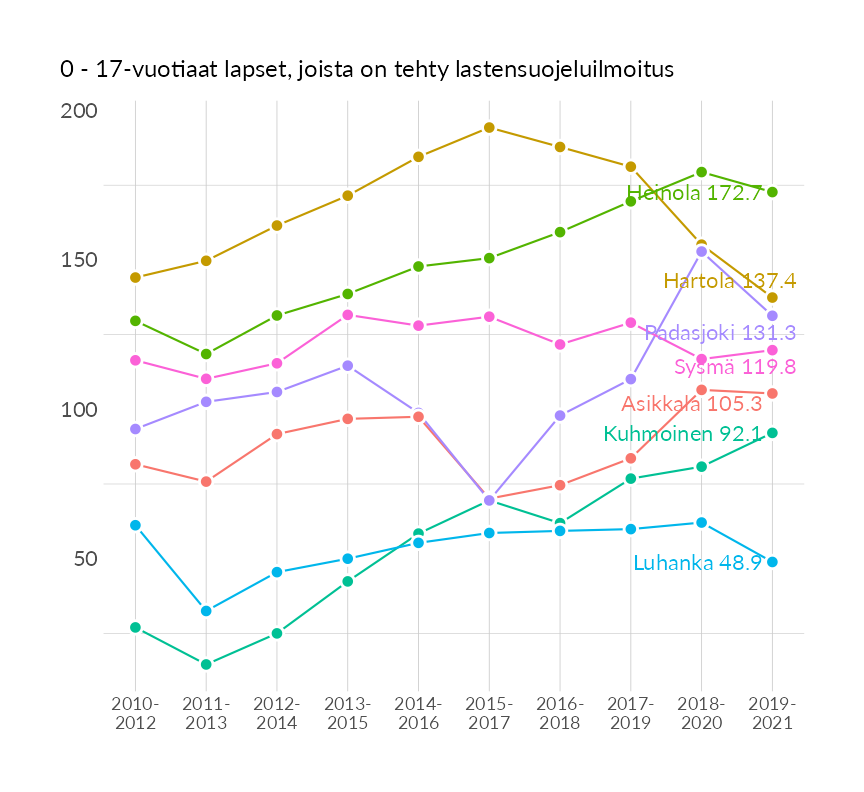 0 - 17-vuotiaat lapset, joista on tehty lastensuojeluilmoitus
200
150
100
50
Heinola 172.7
Hartola 137.4
Padasjoki 131.3
Sysmä 119.8
Asikkala 105.3
Kuhmoinen 92.1
Luhanka 48.9
2010- 2011- 2012- 2013- 2014- 2015- 2016- 2017- 2018- 2019-
2012 2013 2014 2015 2016 2017 2018 2019 2020 2021